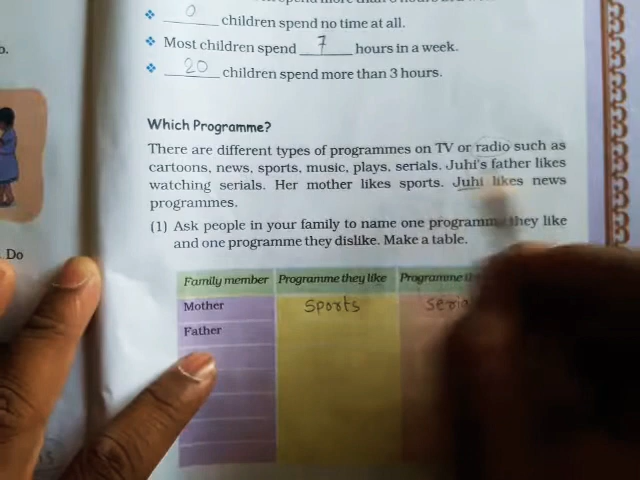 0 children spend no time at all.
Most children spend 7 hours in a week.
20 children spend more than 3 hours.
Which Programme?
There are different types of programmes on TV or radio such as
cartoons, news, sports, music, plays, serials. Juhi's father likes
watching serials. Her mother likes sports. Juhi likes news
programmes.
(1) Ask people in your family to name one programme they like
and one programme they dislike. Make a table.
Do
Family member Programme they like Programme
Mother sports
Father